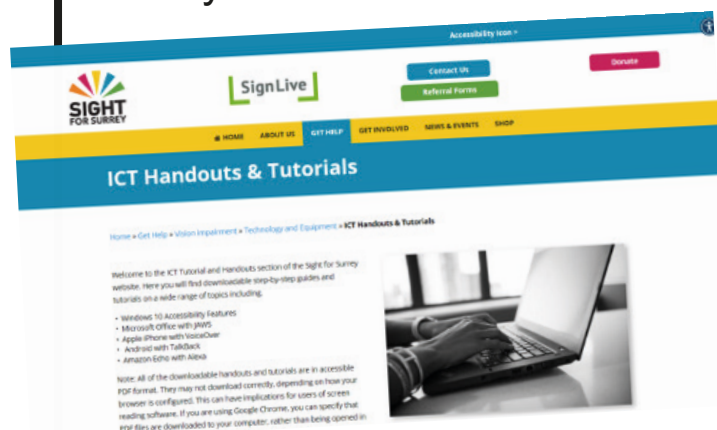 Accessibility Icon
SIGHT
FOR SURREY
SignLive
Contact Us
Referral Forms
Donate
HOME ABOUT US GET HELP GET INVOLVED NEWS & EVENTS SHOP
ICT Handouts & Tutorials
Home » Get Help » Vision Impairment » Technology and Equipment » ICT Handouts & Tutorials
Welcome to the ICT Tutorial and Handouts section of the Sight for Surrey
website. Here you will find downloadable step-by-step guides and
tutorials on a wide range of topics including,
• Windows 10 Accessibility Features
• Microsoft Office with JAWS
• Apple iPhone with VoiceOver
• Android with TalkBack
• Amazon Echo with Alexa
Note: All of the downloadable handouts and tutorials are in accessible
PDF format. They may not download correctly, depending on how your
browser is configured. This can have implications for users of screen
reading software. If you are using Google Chrome, you can specify that
PDF files are downloaded to your computer, rather than being opened in